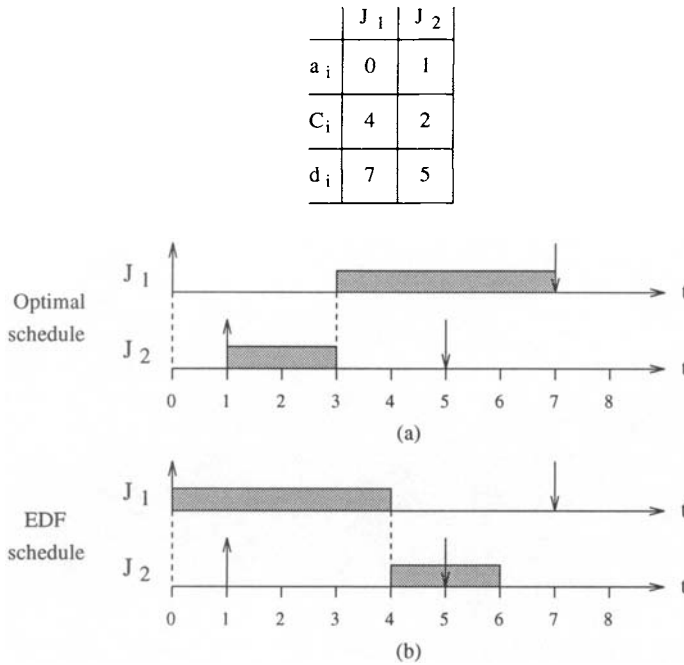 J 1 J 2
a i 0 1
C i 4 2
d i 7 5
Optimal
schedule
J 1
t
J 2
t
0 1 2 3 4 5 6 7 8
(a)
EDF
schedule
J 1
t
J 2
t
0 1 2 3 4 5 6 7 8
(b)